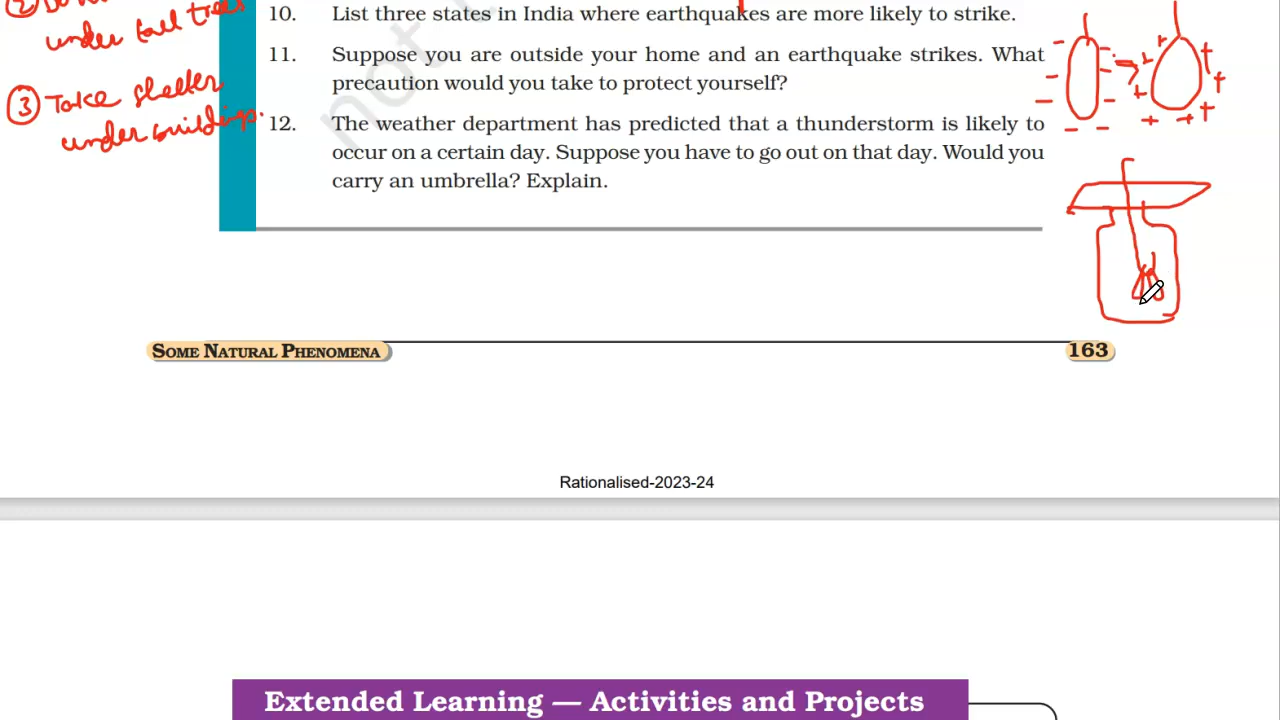 under tall trees
③ Take shelter
under buildings.
10. List three states in India where earthquakes are more likely to strike.
11. Suppose you are outside your home and an earthquake strikes. What
precaution would you take to protect yourself?
12. The weather department has predicted that a thunderstorm is likely to
occur on a certain day. Suppose you have to go out on that day. Would you
carry an umbrella? Explain.
not
SOME NATURAL PHENOMENA
163
Rationalised-2023-24
Extended Learning — Activities and Projects